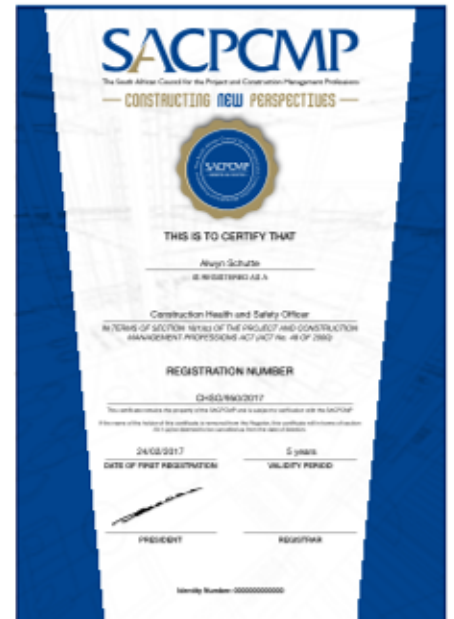 SACPCMP
The South African Council for the Project and Construction Management Professions
CONSTRUCTING NEW PERSPECTIVES
SACPCMP
THIS IS TO CERTIFY THAT
Alwyn Schutte
IS REGISTERED AS A
Construction Health and Safety Officer
IN TERMS OF SECTION OF THE PROJECT AND CONSTRUCTION
MANAGEMENT PROFESSIONS ACT (ACT No. 48 OF 2000)
REGISTRATION NUMBER
This certificate remains the property of the SACPCMP and is subject to verification with the SACPCMP
24/02/2017
5 years
DATE OF FIRST REGISTRATION
VALIDITY PERIOD
PRESIDENT
REGISTRAR
Identity Number: 0000000000000